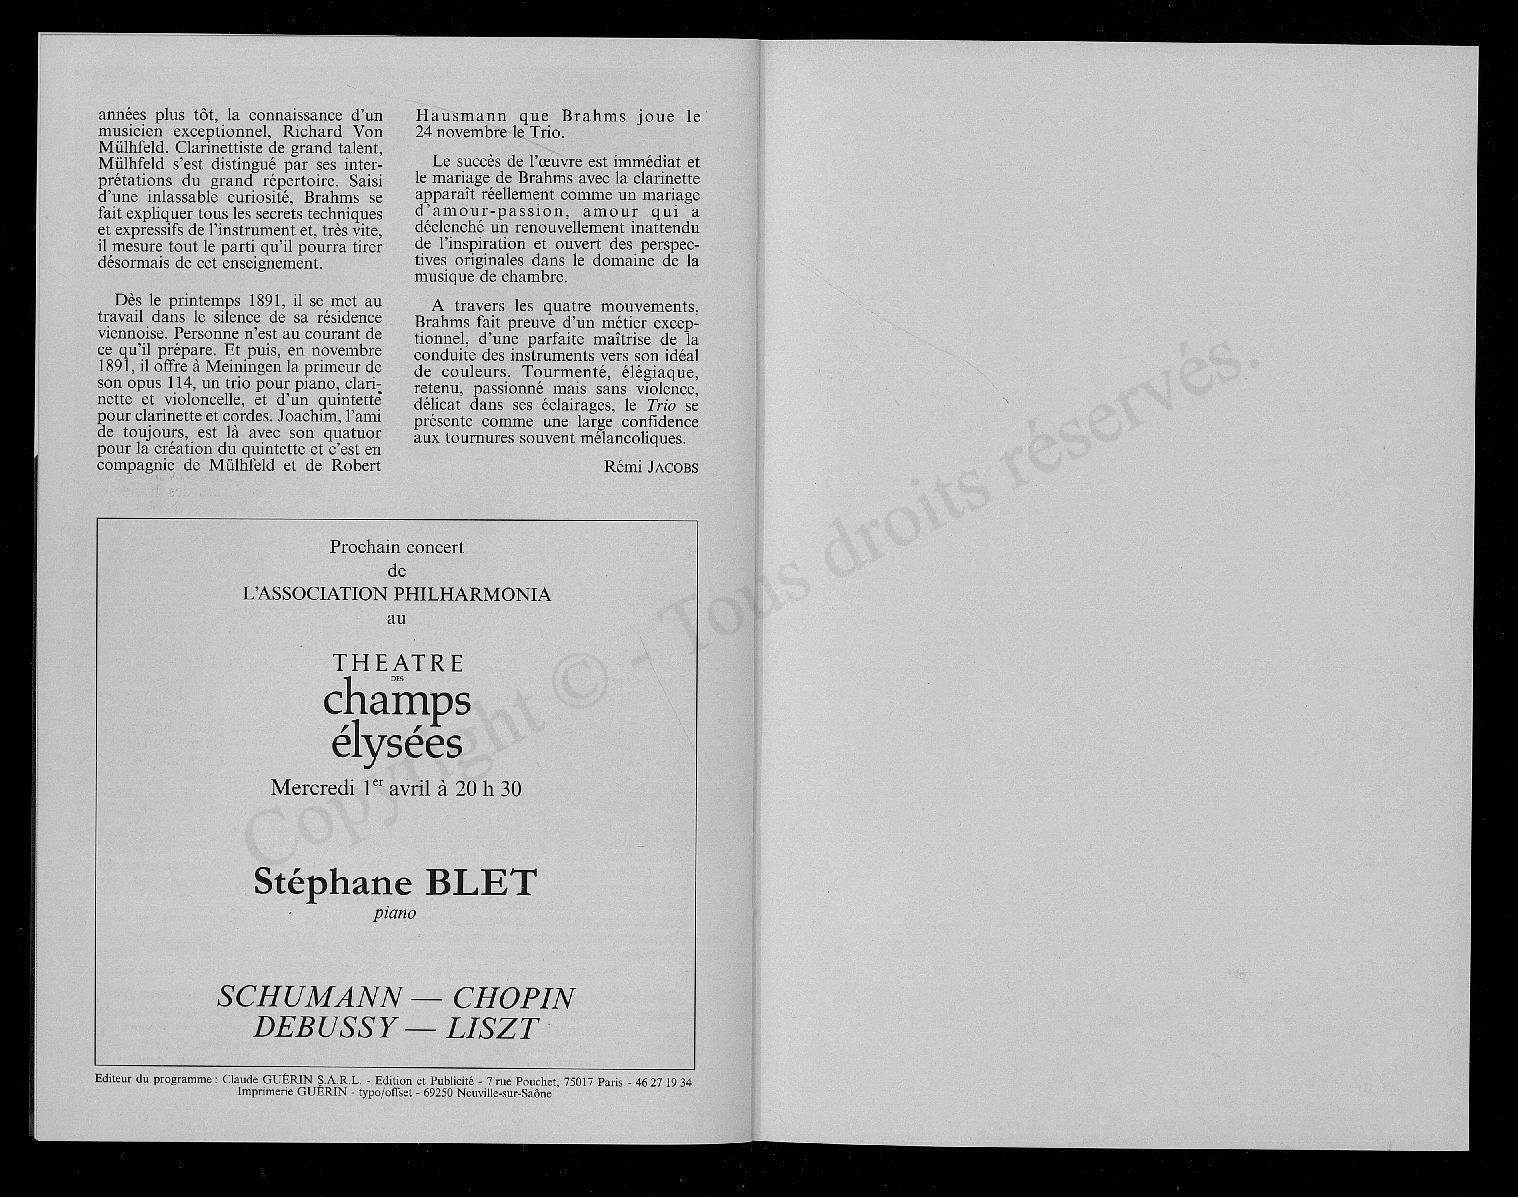 années plus tôt, la connaissance d'un
musicien exceptionnel, Richard Von
Mülhfeld. Clarinettiste de grand talent,
Mülhfeld s'est distingué par ses inter-
prétations du grand répertoire. Saisi
d'une inlassable curiosité, Brahms se
fait expliquer tous les secrets techniques
et expressifs de l'instrument et, très vite,
il mesure tout le parti qu'il pourra tirer
désormais de cet enseignement.
Dès le printemps 1891, il se met au
travail dans le silence de sa résidence
viennoise. Personne n'est au courant de
ce qu'il prépare. Et puis, en novembre
1891, il offre à Meiningen la primeur de
son opus 114, un trio pour piano, clari-
nette et violoncelle, et d'un quintette
pour clarinette et cordes. Joachim, l'ami
de toujours, est là avec son quatuor
pour la création du quintette et c'est en
compagnie de Mülhfeld et de Robert
Hausmann que Brahms joue le
24 novembre le Trio.
Le succès de l'œuvre est immédiat et
le mariage de Brahms avec la clarinette
apparaît réellement comme un mariage
d'amour-passion, amour qui a
déclenché un renouvellement inattendu
de l'inspiration et ouvert des perspec-
tives originales dans le domaine de la
musique de chambre.
A travers les quatre mouvements,
Brahms fait preuve d'un métier excep-
tionnel, d'une parfaite maîtrise de la
conduite des instruments vers son idéal
de couleurs. Tourmenté, élégiaque,
retenu, passionné mais sans violence,
délicat dans ses éclairages, le Trio se
présente comme une large confidence
aux tournures souvent mélancoliques.
Rémi JACOBS
Prochain concert
de
L'ASSOCIATION PHILHARMONIA
au
THEATRE
DES
champs
élysées
Mercredi 1er avril à 20 h 30
Stéphane BLET
piano
SCHUMANN — CHOPIN
DEBUSSY — LISZT
Editeur du programme : Claude GUÉRIN S.A.R.L. - Edition et Publicité - 7 rue Pouchet, 75017 Paris - 46 27 19 34
Imprimerie GUÉRIN - typo/offset - 69250 Neuville-sur-Saône
Copyright © - Tous droits réservés.